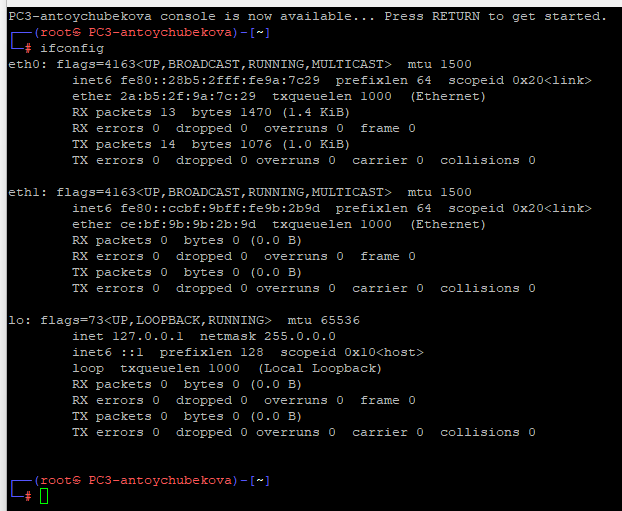 PC3-antoychubekova console is now available... Press RETURN to get started.
┌──(root㉿ PC3-antoychubekova)-[~]
└─# ifconfig
eth0: flags=4163<UP,BROADCAST,RUNNING,MULTICAST>  mtu 1500
        inet6 fe80::28b5:2fff:fe9a:7c29  prefixlen 64  scopeid 0x20<link>
        ether 2a:b5:2f:9a:7c:29  txqueuelen 1000  (Ethernet)
        RX packets 13  bytes 1470 (1.4 KiB)
        RX errors 0  dropped 0  overruns 0  frame 0
        TX packets 14  bytes 1076 (1.0 KiB)
        TX errors 0  dropped 0 overruns 0  carrier 0  collisions 0

eth1: flags=4163<UP,BROADCAST,RUNNING,MULTICAST>  mtu 1500
        inet6 fe80::ccbf:9bff:fe9b:2b9d  prefixlen 64  scopeid 0x20<link>
        ether ce:bf:9b:9b:2b:9d  txqueuelen 1000  (Ethernet)
        RX packets 0  bytes 0 (0.0 B)
        RX errors 0  dropped 0  overruns 0  frame 0
        TX packets 0  bytes 0 (0.0 B)
        TX errors 0  dropped 0 overruns 0  carrier 0  collisions 0

lo: flags=73<UP,LOOPBACK,RUNNING>  mtu 65536
        inet 127.0.0.1  netmask 255.0.0.0
        inet6 ::1  prefixlen 128  scopeid 0x10<host>
        loop  txqueuelen 1000  (Local Loopback)
        RX packets 0  bytes 0 (0.0 B)
        RX errors 0  dropped 0  overruns 0  frame 0
        TX packets 0  bytes 0 (0.0 B)
        TX errors 0  dropped 0 overruns 0  carrier 0  collisions 0

┌──(root㉿ PC3-antoychubekova)-[~]
└─#